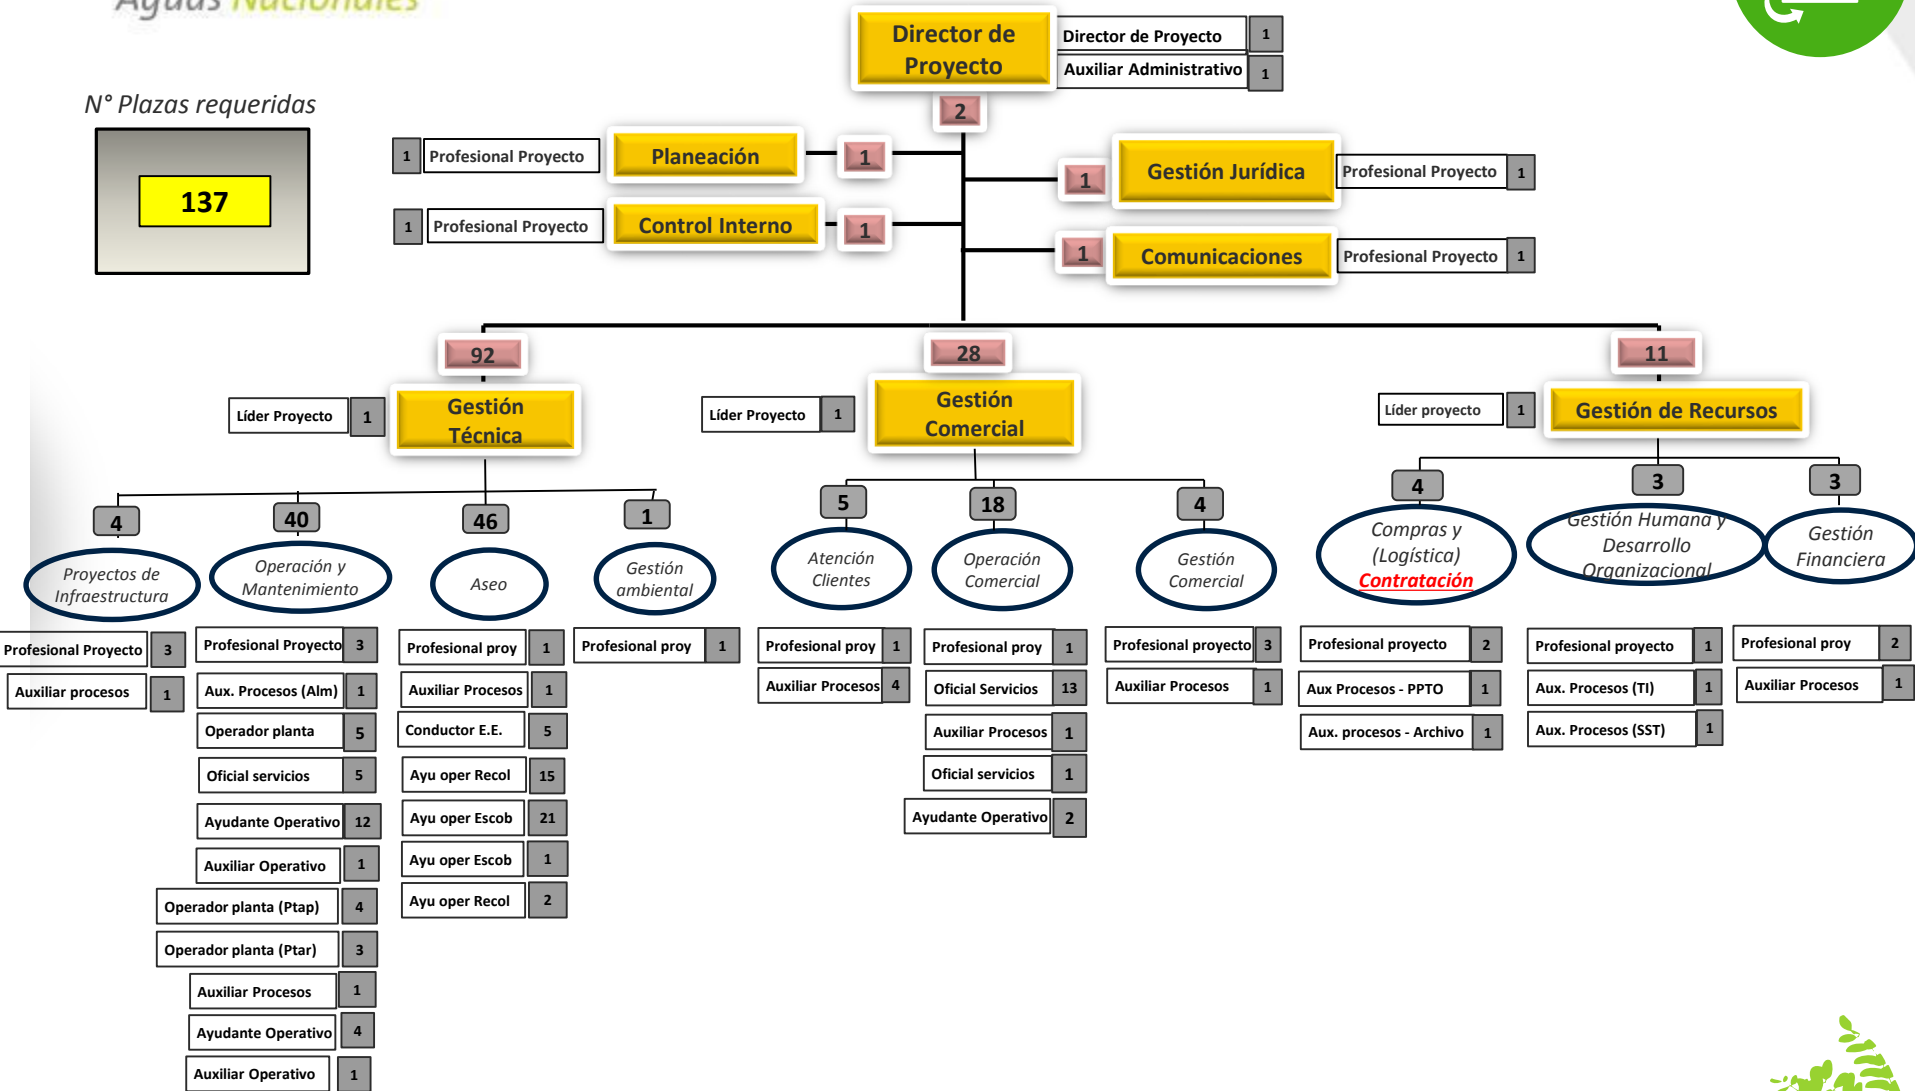 Aguas Nacionales
N° Plazas requeridas
137
Director de
Proyecto
Director de Proyecto 1
Auxiliar Administrativo 1
2
1 Profesional Proyecto
Planeación
1
1
Gestión Jurídica
Profesional Proyecto 1
1 Profesional Proyecto
Control Interno
1
1
Comunicaciones
Profesional Proyecto 1
92
28
11
Líder Proyecto 1
Gestión
Técnica
Líder Proyecto 1
Gestión
Comercial
Líder proyecto 1
Gestión de Recursos
4
Proyectos de
Infraestructura
Profesional Proyecto 3
Auxiliar procesos 1
40
Operación y
Mantenimiento
Profesional Proyecto 3
Aux. Procesos (Alm) 1
Operador planta 5
Oficial servicios 5
Ayudante Operativo 12
Auxiliar Operativo 1
Operador planta (Ptap) 4
Operador planta (Ptar) 3
Auxiliar Procesos 1
Ayudante Operativo 4
Auxiliar Operativo 1
46
Aseo
Profesional proy 1
Auxiliar Procesos 1
Conductor E.E. 5
Ayu oper Recol 15
Ayu oper Escob 21
Ayu oper Escob 1
Ayu oper Recol 2
1
Gestión
ambiental
Profesional proy 1
5
Atención
Clientes
Profesional proy 1
Auxiliar Procesos 4
18
Operación
Comercial
Profesional proy 1
Oficial Servicios 13
Auxiliar Procesos 1
Oficial servicios 1
Ayudante Operativo 2
4
Gestión
Comercial
Profesional proyecto 3
Auxiliar Procesos 1
4
Compras y
(Logística)
Contratación
Profesional proyecto 2
Aux Procesos - PPTO 1
Aux. procesos - Archivo 1
3
Gestión Humana y
Desarrollo
Organizacional
Profesional proyecto 1
Aux. Procesos (TI) 1
Aux. Procesos (SST) 1
3
Gestión
Financiera
Profesional proy 2
Auxiliar Procesos 1